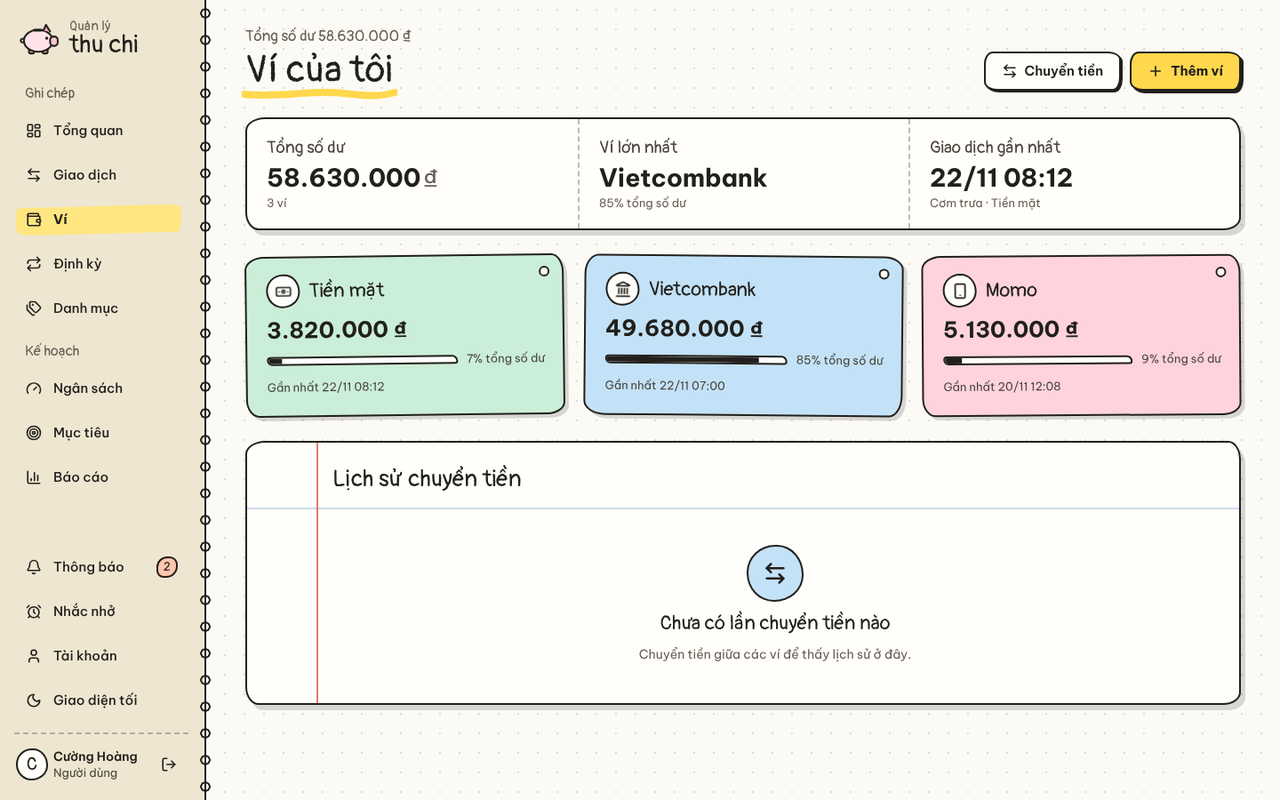 Quản lý
thu chi
Ghi chép
Tổng quan
Giao dịch
Ví
Định kỳ
Danh mục
Kế hoạch
Ngân sách
Mục tiêu
Báo cáo
Thông báo 2
Nhắc nhở
Tài khoản
Giao diện tối
C
Cường Hoàng
Người dùng
Tổng số dư 58.630.000 ₫
Ví của tôi
Chuyển tiền
Thêm ví
Tổng số dư
58.630.000 ₫
3 ví
Ví lớn nhất
Vietcombank
85% tổng số dư
Giao dịch gần nhất
22/11 08:12
Cơm trưa · Tiền mặt
Tiền mặt
3.820.000 ₫
7% tổng số dư
Gần nhất 22/11 08:12
Vietcombank
49.680.000 ₫
85% tổng số dư
Gần nhất 22/11 07:00
Momo
5.130.000 ₫
9% tổng số dư
Gần nhất 20/11 12:08
Lịch sử chuyển tiền
Chưa có lần chuyển tiền nào
Chuyển tiền giữa các ví để thấy lịch sử ở đây.